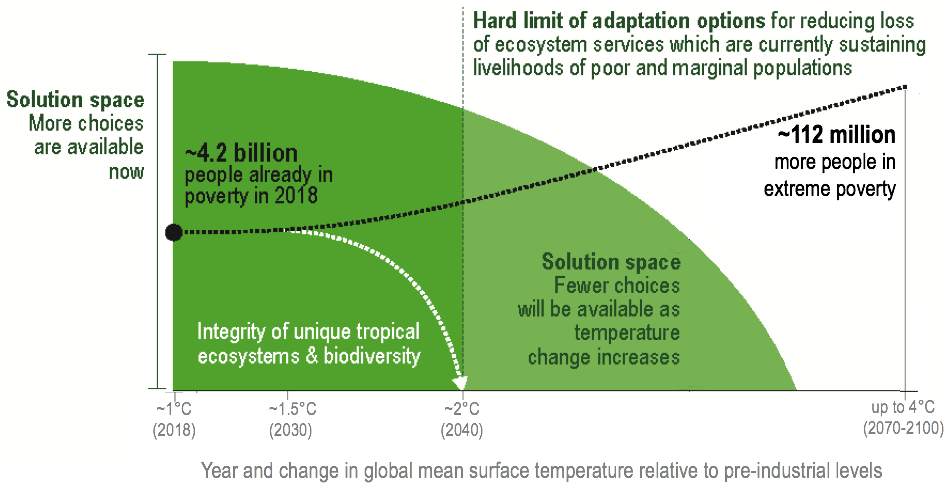 Hard limit of adaptation options for reducing loss
of ecosystem services which are currently sustaining
livelihoods of poor and marginal populations
Solution space
More choices
are available
now
~4.2 billion
people already in
poverty in 2018
~112 million
more people in
extreme poverty
Solution space
Fewer choices
will be available as
temperature
change increases
Integrity of unique tropical
ecosystems & biodiversity
~1°C
(2018)
~1.5°C
(2030)
~2°C
(2040)
up to 4°C
(2070-2100)
Year and change in global mean surface temperature relative to pre-industrial levels